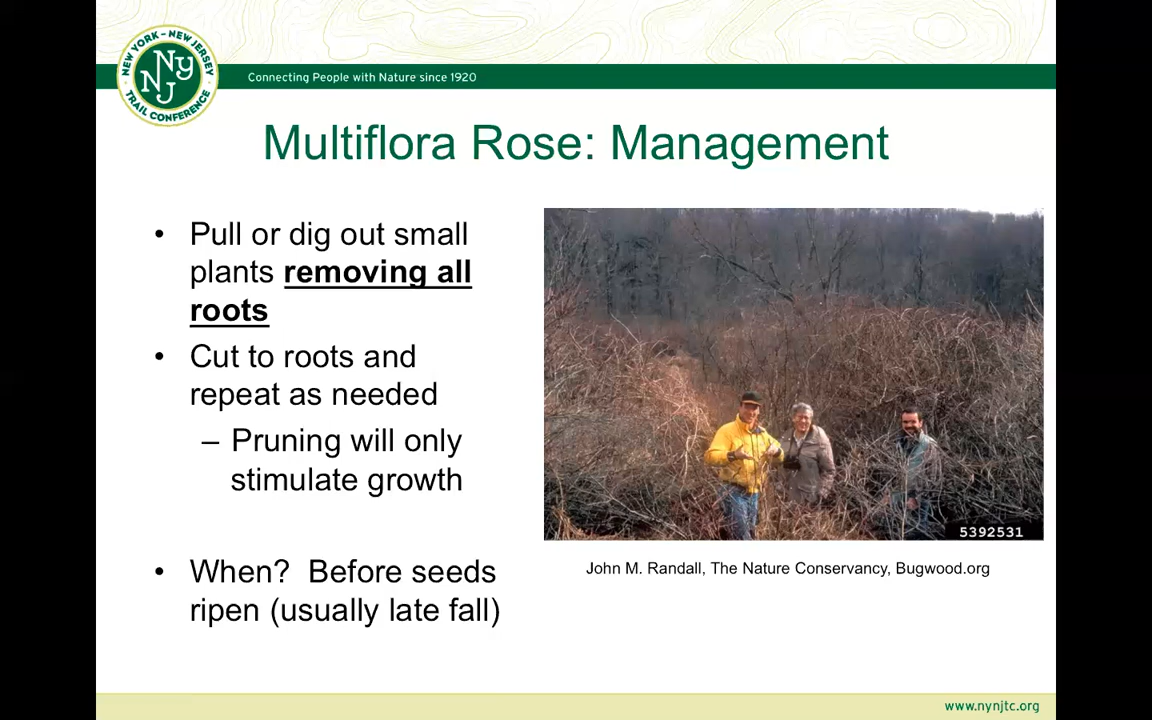 NEW YORK - NEW JERSEY
NY
NJ
TRAIL CONFERENCE
Connecting People with Nature since 1920
Multiflora Rose: Management
• Pull or dig out small
plants removing all
roots
• Cut to roots and
repeat as needed
– Pruning will only
stimulate growth
• When?  Before seeds
ripen (usually late fall)
5392531
John M. Randall, The Nature Conservancy, Bugwood.org
www.nynjtc.org